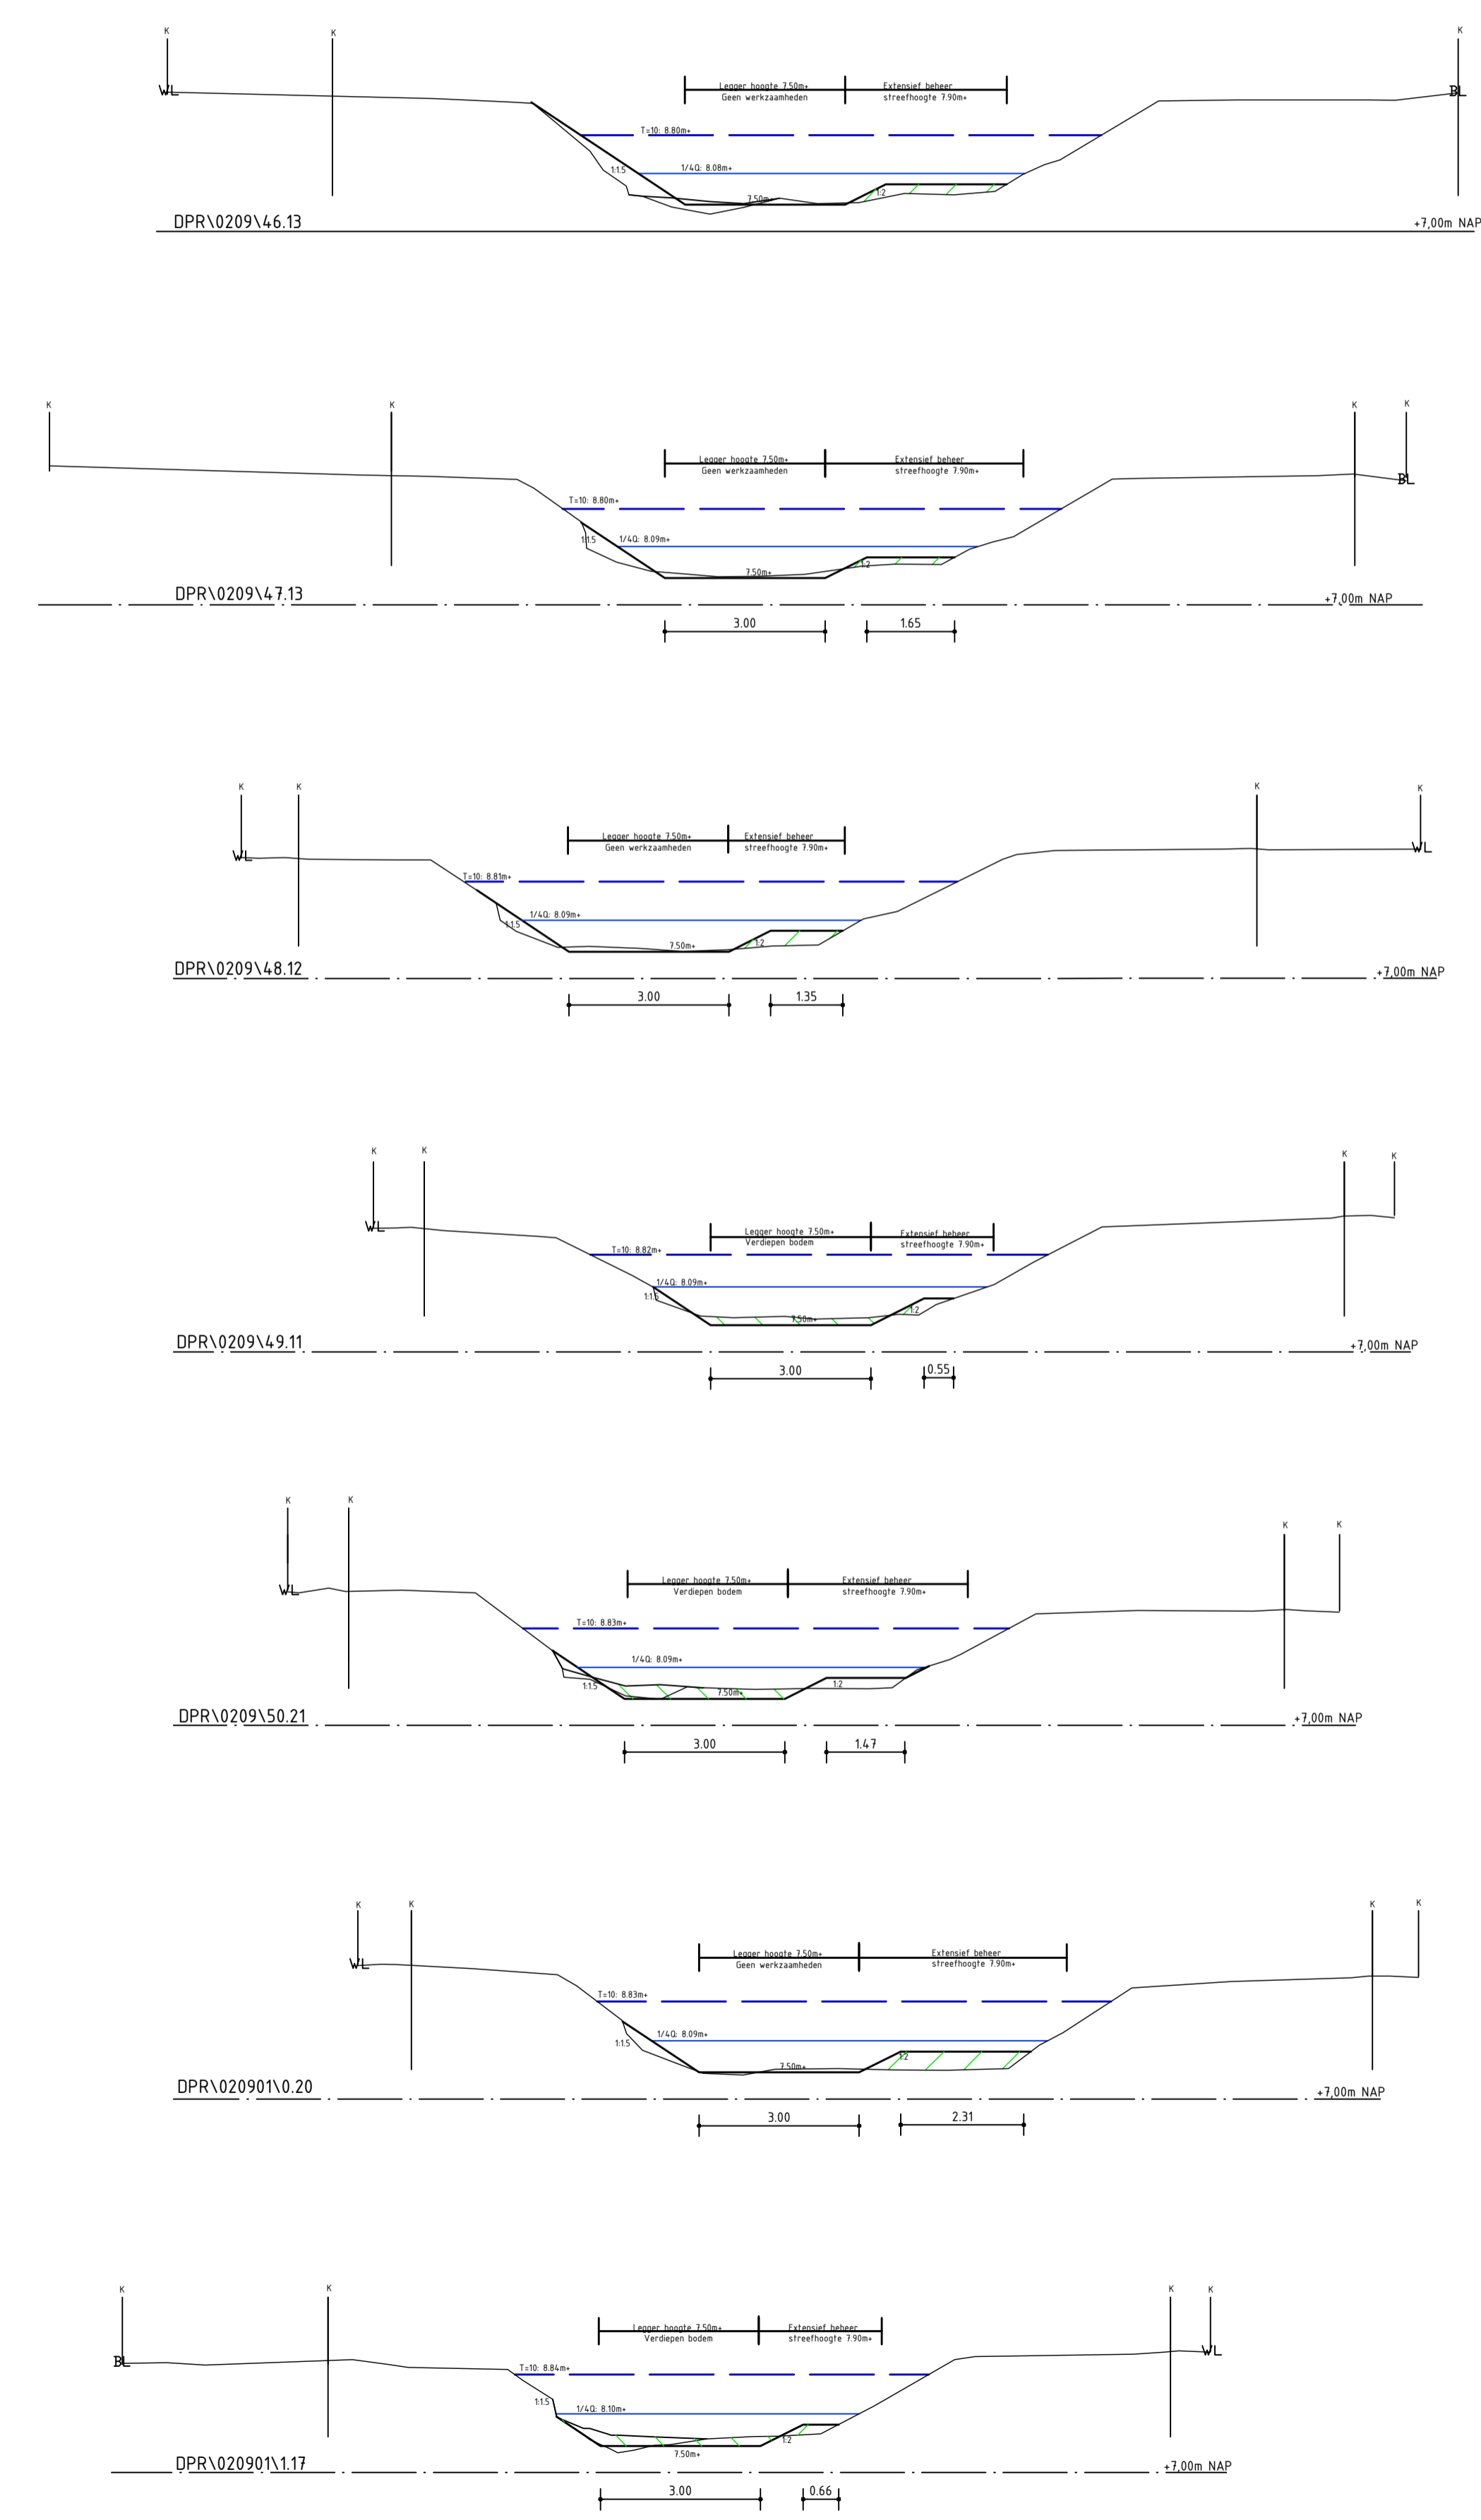 K
K
K
WL
BL
Legger hoogte 7.50m+
Geen werkzaamheden
Extensief beheer
streefhoogte 7.90m+
T=10: 8.80m+
1/4Q: 8.08m+
1:1.5
1:2
7.50m+
DPR\0209\46.13
+7,00m NAP
K
K
K
K
BL
Legger hoogte 7.50m+
Geen werkzaamheden
Extensief beheer
streefhoogte 7.90m+
T=10: 8.80m+
1/4Q: 8.09m+
1:1.5
1:2
7.50m+
DPR\0209\47.13
+7,00m NAP
3.00
1.65
K
K
K
K
WL
WL
Legger hoogte 7.50m+
Geen werkzaamheden
Extensief beheer
streefhoogte 7.90m+
T=10: 8.81m+
1/4Q: 8.09m+
1:1.5
1:2
7.50m+
DPR\0209\48.12
+7,00m NAP
3.00
1.35
K
K
K
K
WL
Legger hoogte 7.50m+
Verdiepen bodem
Extensief beheer
streefhoogte 7.90m+
T=10: 8.82m+
1/4Q: 8.09m+
1:1.5
1:2
7.50m+
DPR\0209\49.11
+7,00m NAP
3.00
0.55
K
K
K
K
WL
Legger hoogte 7.50m+
Verdiepen bodem
Extensief beheer
streefhoogte 7.90m+
T=10: 8.83m+
1/4Q: 8.09m+
1:1.5
1:2
7.50m+
DPR\0209\50.21
+7,00m NAP
3.00
1.47
K
K
K
K
WL
Legger hoogte 7.50m+
Geen werkzaamheden
Extensief beheer
streefhoogte 7.90m+
T=10: 8.83m+
1/4Q: 8.09m+
1:1.5
1:2
7.50m+
DPR\020901\0.20
+7,00m NAP
3.00
2.31
K
K
K
K
BL
WL
Legger hoogte 7.50m+
Verdiepen bodem
Extensief beheer
streefhoogte 7.90m+
T=10: 8.84m+
1:1.5
1/4Q: 8.10m+
1:2
7.50m+
DPR\020901\1.17
+7,00m NAP
3.00
0.66